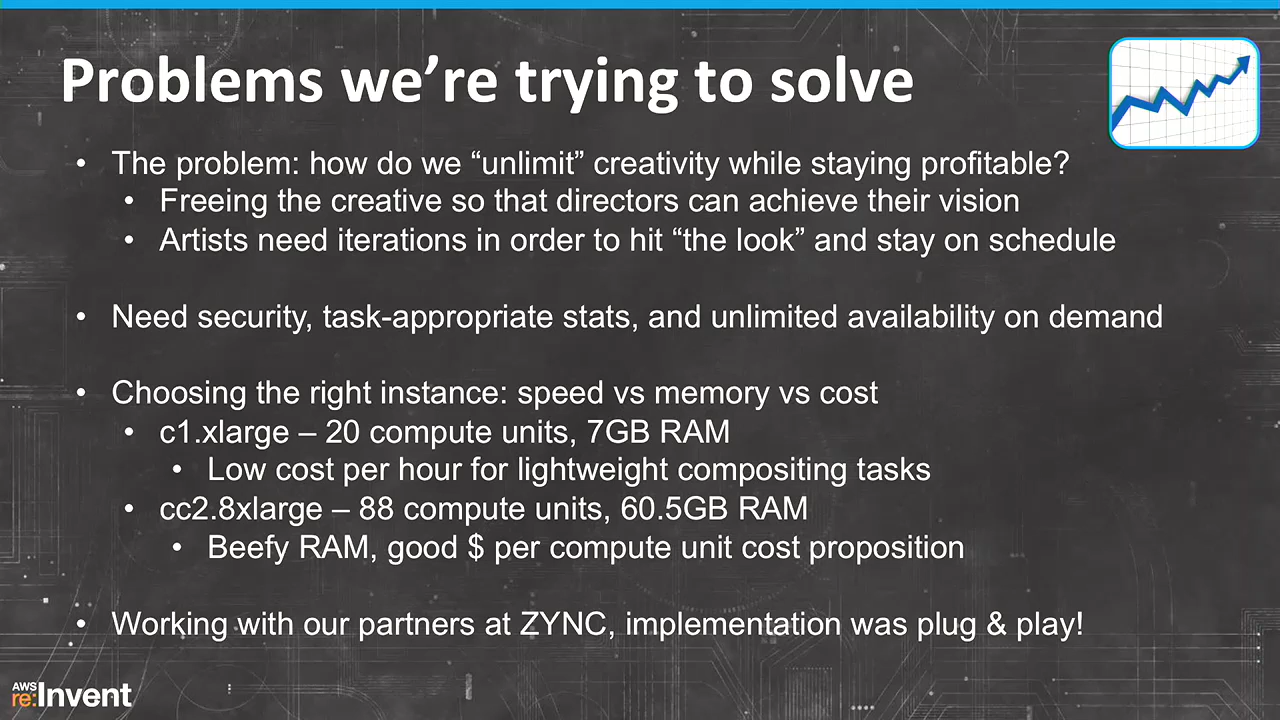 Problems we’re trying to solve
• The problem: how do we “unlimit” creativity while staying profitable?
• Freeing the creative so that directors can achieve their vision
• Artists need iterations in order to hit “the look” and stay on schedule
• Need security, task-appropriate stats, and unlimited availability on demand
• Choosing the right instance: speed vs memory vs cost
• c1.xlarge – 20 compute units, 7GB RAM
• Low cost per hour for lightweight compositing tasks
• cc2.8xlarge – 88 compute units, 60.5GB RAM
• Beefy RAM, good $ per compute unit cost proposition
• Working with our partners at ZYNC, implementation was plug & play!
AWS
re:Invent